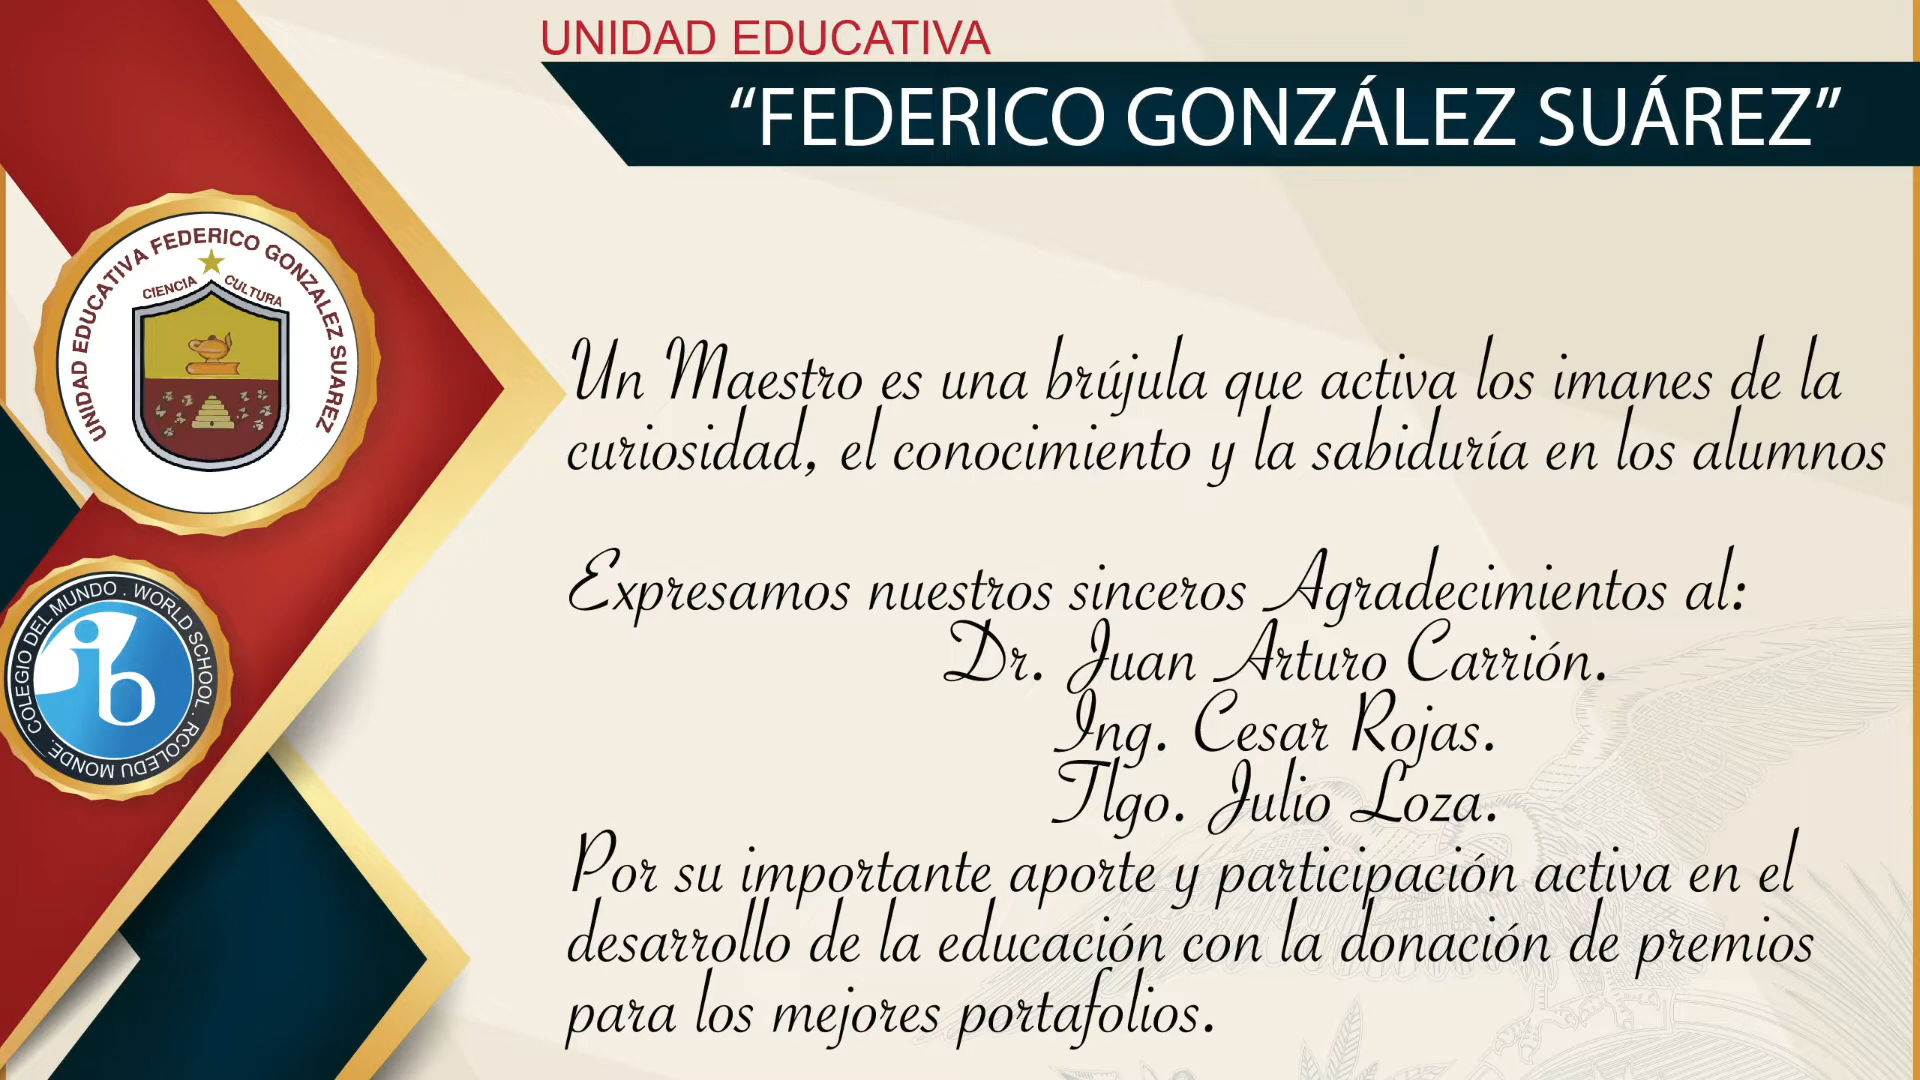 UNIDAD EDUCATIVA
“FEDERICO GONZÁLEZ SUÁREZ”
UNIDAD EDUCATIVA FEDERICO GONZALEZ SUAREZ
CIENCIA CULTURA
COLEGIO DEL MUNDO . WORLD SCHOOL . RCOLEDU MONDE .
ib
Un Maestro es una brújula que activa los imanes de la
curiosidad, el conocimiento y la sabiduría en los alumnos
Expresamos nuestros sinceros Agradecimientos al:
Dr. Juan Arturo Carrión.
Ing. Cesar Rojas.
Tlgo. Julio Loza.
Por su importante aporte y participación activa en el
desarrollo de la educación con la donación de premios
para los mejores portafolios.